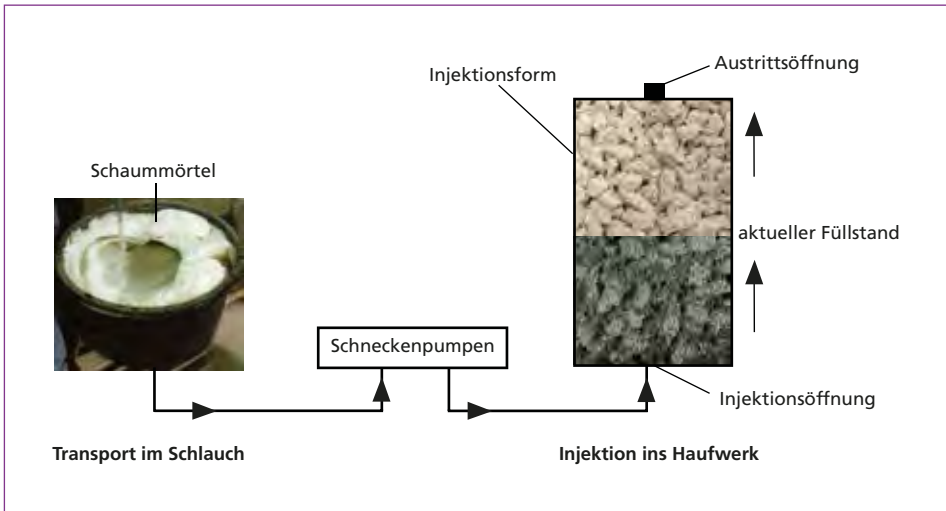 Austrittsöffnung
Injektionsform
Schaummörtel
aktueller Füllstand
Schneckenpumpen
Injektionsöffnung
Transport im Schlauch
Injektion ins Haufwerk